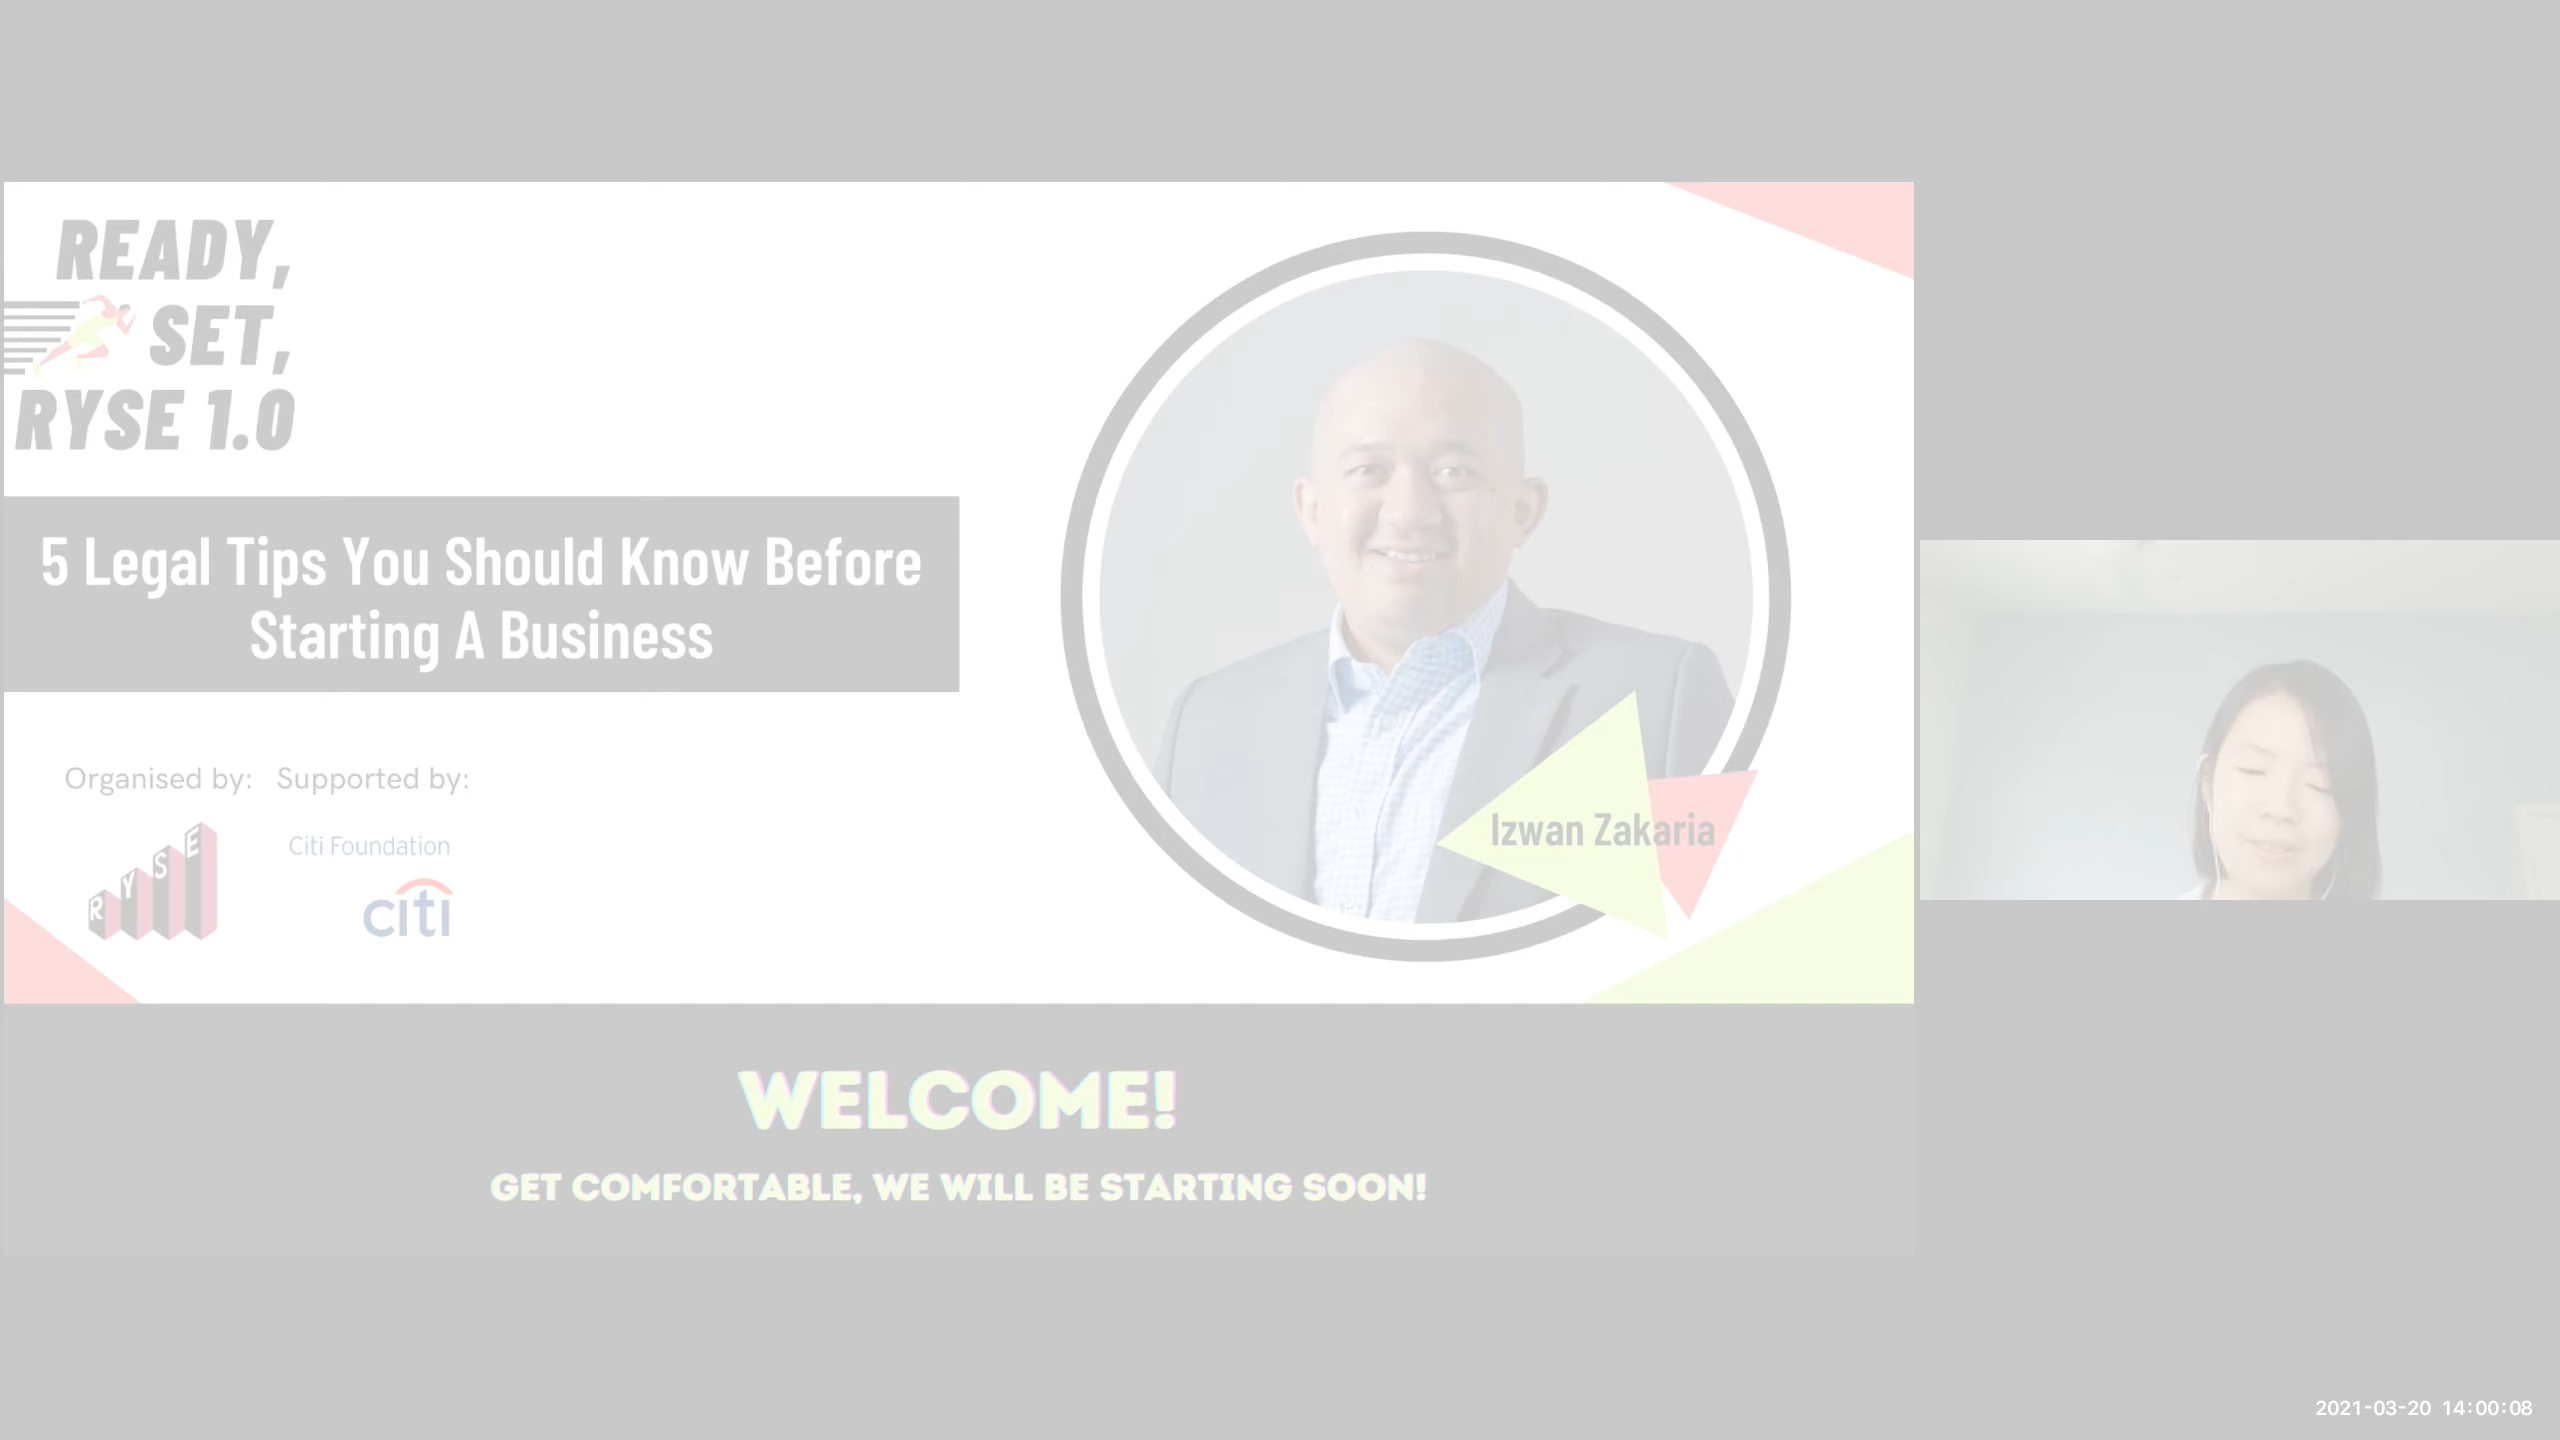 READY,
SET,
RYSE 1.0
5 Legal Tips You Should Know Before
Starting A Business
Organised by: Supported by:
RYSE
Citi Foundation
citi
Izwan Zakaria
WELCOME!
GET COMFORTABLE, WE WILL BE STARTING SOON!
2021-03-20 14:00:08